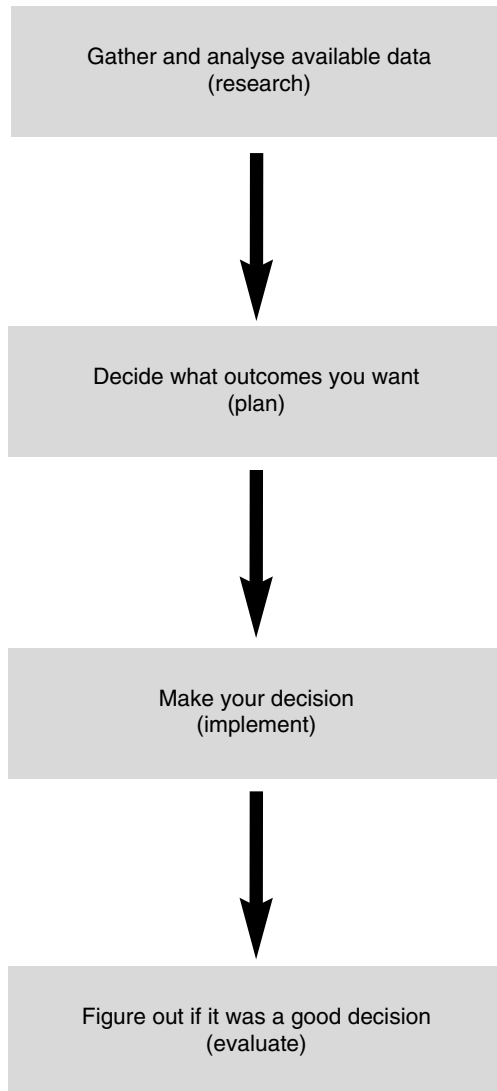 Gather and analyse available data
(research)
Decide what outcomes you want
(plan)
Make your decision
(implement)
Figure out if it was a good decision
(evaluate)